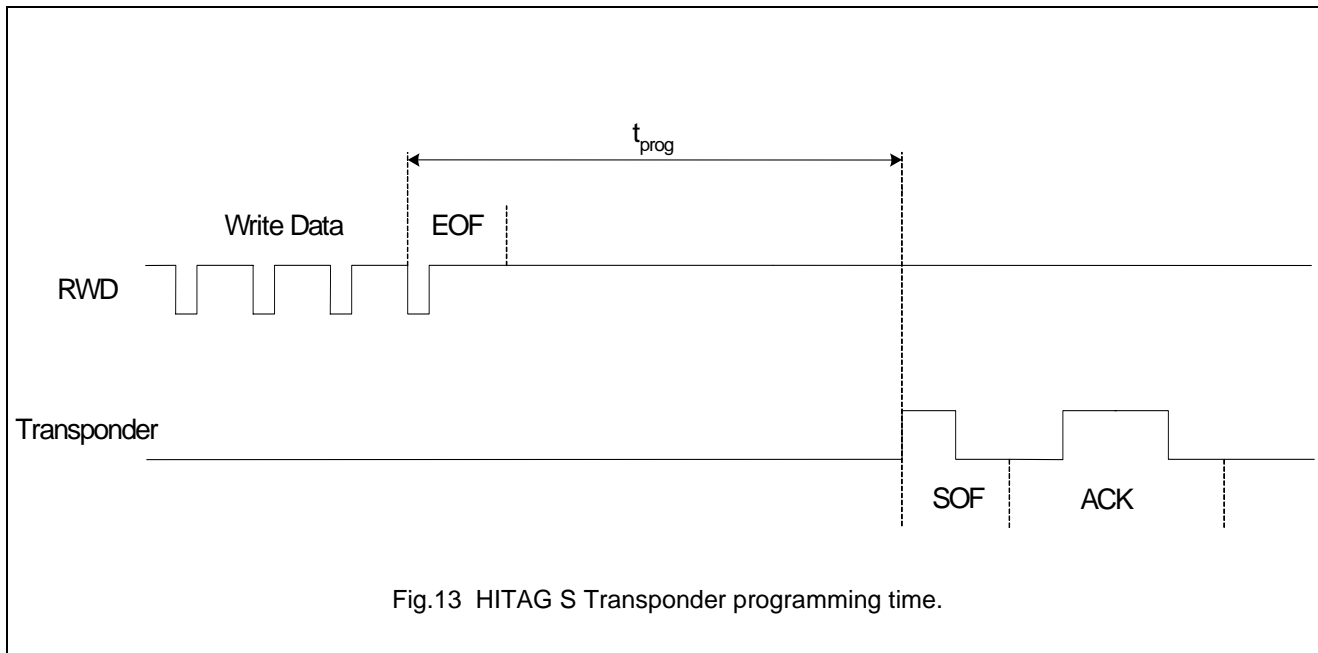 t_prog
Write Data EOF
RWD
Transponder
SOF ACK
Fig.13 HITAG S Transponder programming time.